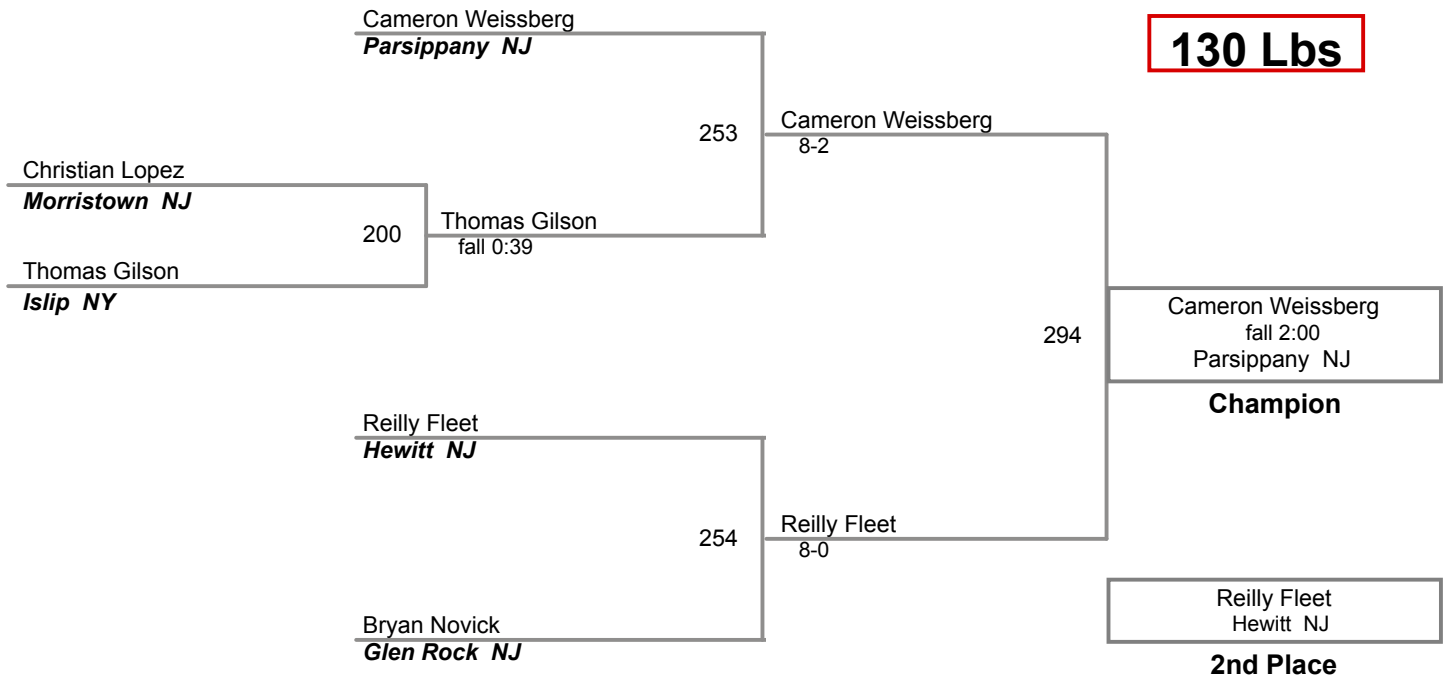 Cameron Weissberg
Parsippany NJ
130 Lbs
253
Cameron Weissberg
8-2
Christian Lopez
Morristown NJ
200
Thomas Gilson
fall 0:39
Thomas Gilson
Islip NY
294
Cameron Weissberg
fall 2:00
Parsippany NJ
Champion
Reilly Fleet
Hewitt NJ
254
Reilly Fleet
8-0
Bryan Novick
Glen Rock NJ
Reilly Fleet
Hewitt NJ
2nd Place